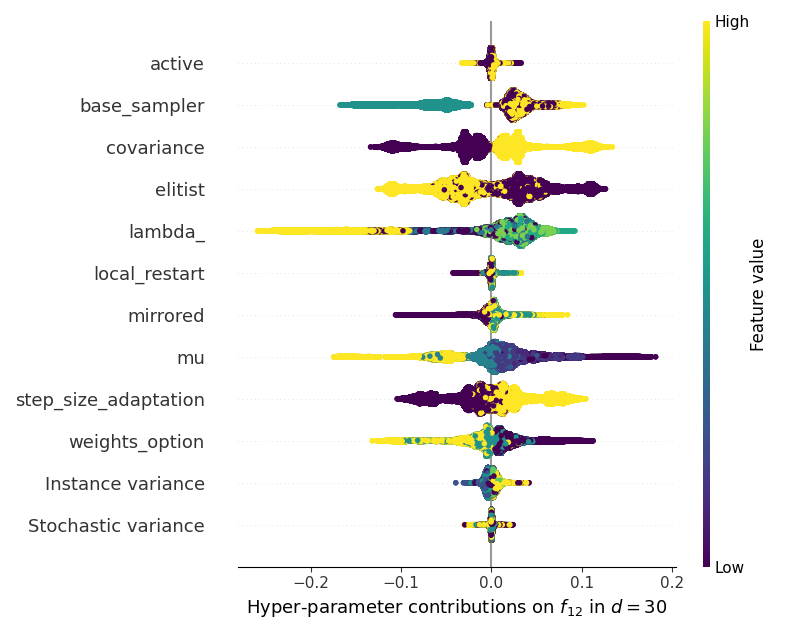 High
active
base_sampler
covariance
elitist
lambda_
local_restart
mirrored
mu
step_size_adaptation
weights_option
Instance variance
Stochastic variance
Feature value
Low
−0.2 −0.1 0.0 0.1 0.2
Hyper-parameter contributions on f₁₂ in d = 30